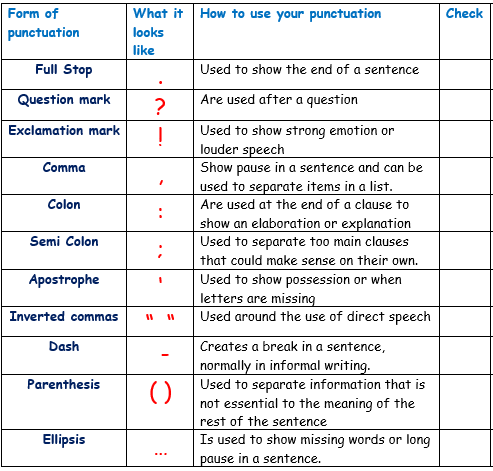 Form of punctuation What it looks like How to use your punctuation Check
Full Stop . Used to show the end of a sentence
Question mark ? Are used after a question
Exclamation mark ! Used to show strong emotion or
louder speech
Comma , Show pause in a sentence and can be
used to separate items in a list.
Colon : Are used at the end of a clause to
show an elaboration or explanation
Semi Colon ; Used to separate too main clauses
that could make sense on their own.
Apostrophe ' Used to show possession or when
letters are missing
Inverted commas " " Used around the use of direct speech
Dash - Creates a break in a sentence,
normally in informal writing.
Parenthesis ( ) Used to separate information that is
not essential to the meaning of the
rest of the sentence
Ellipsis ... Is used to show missing words or long
pause in a sentence.